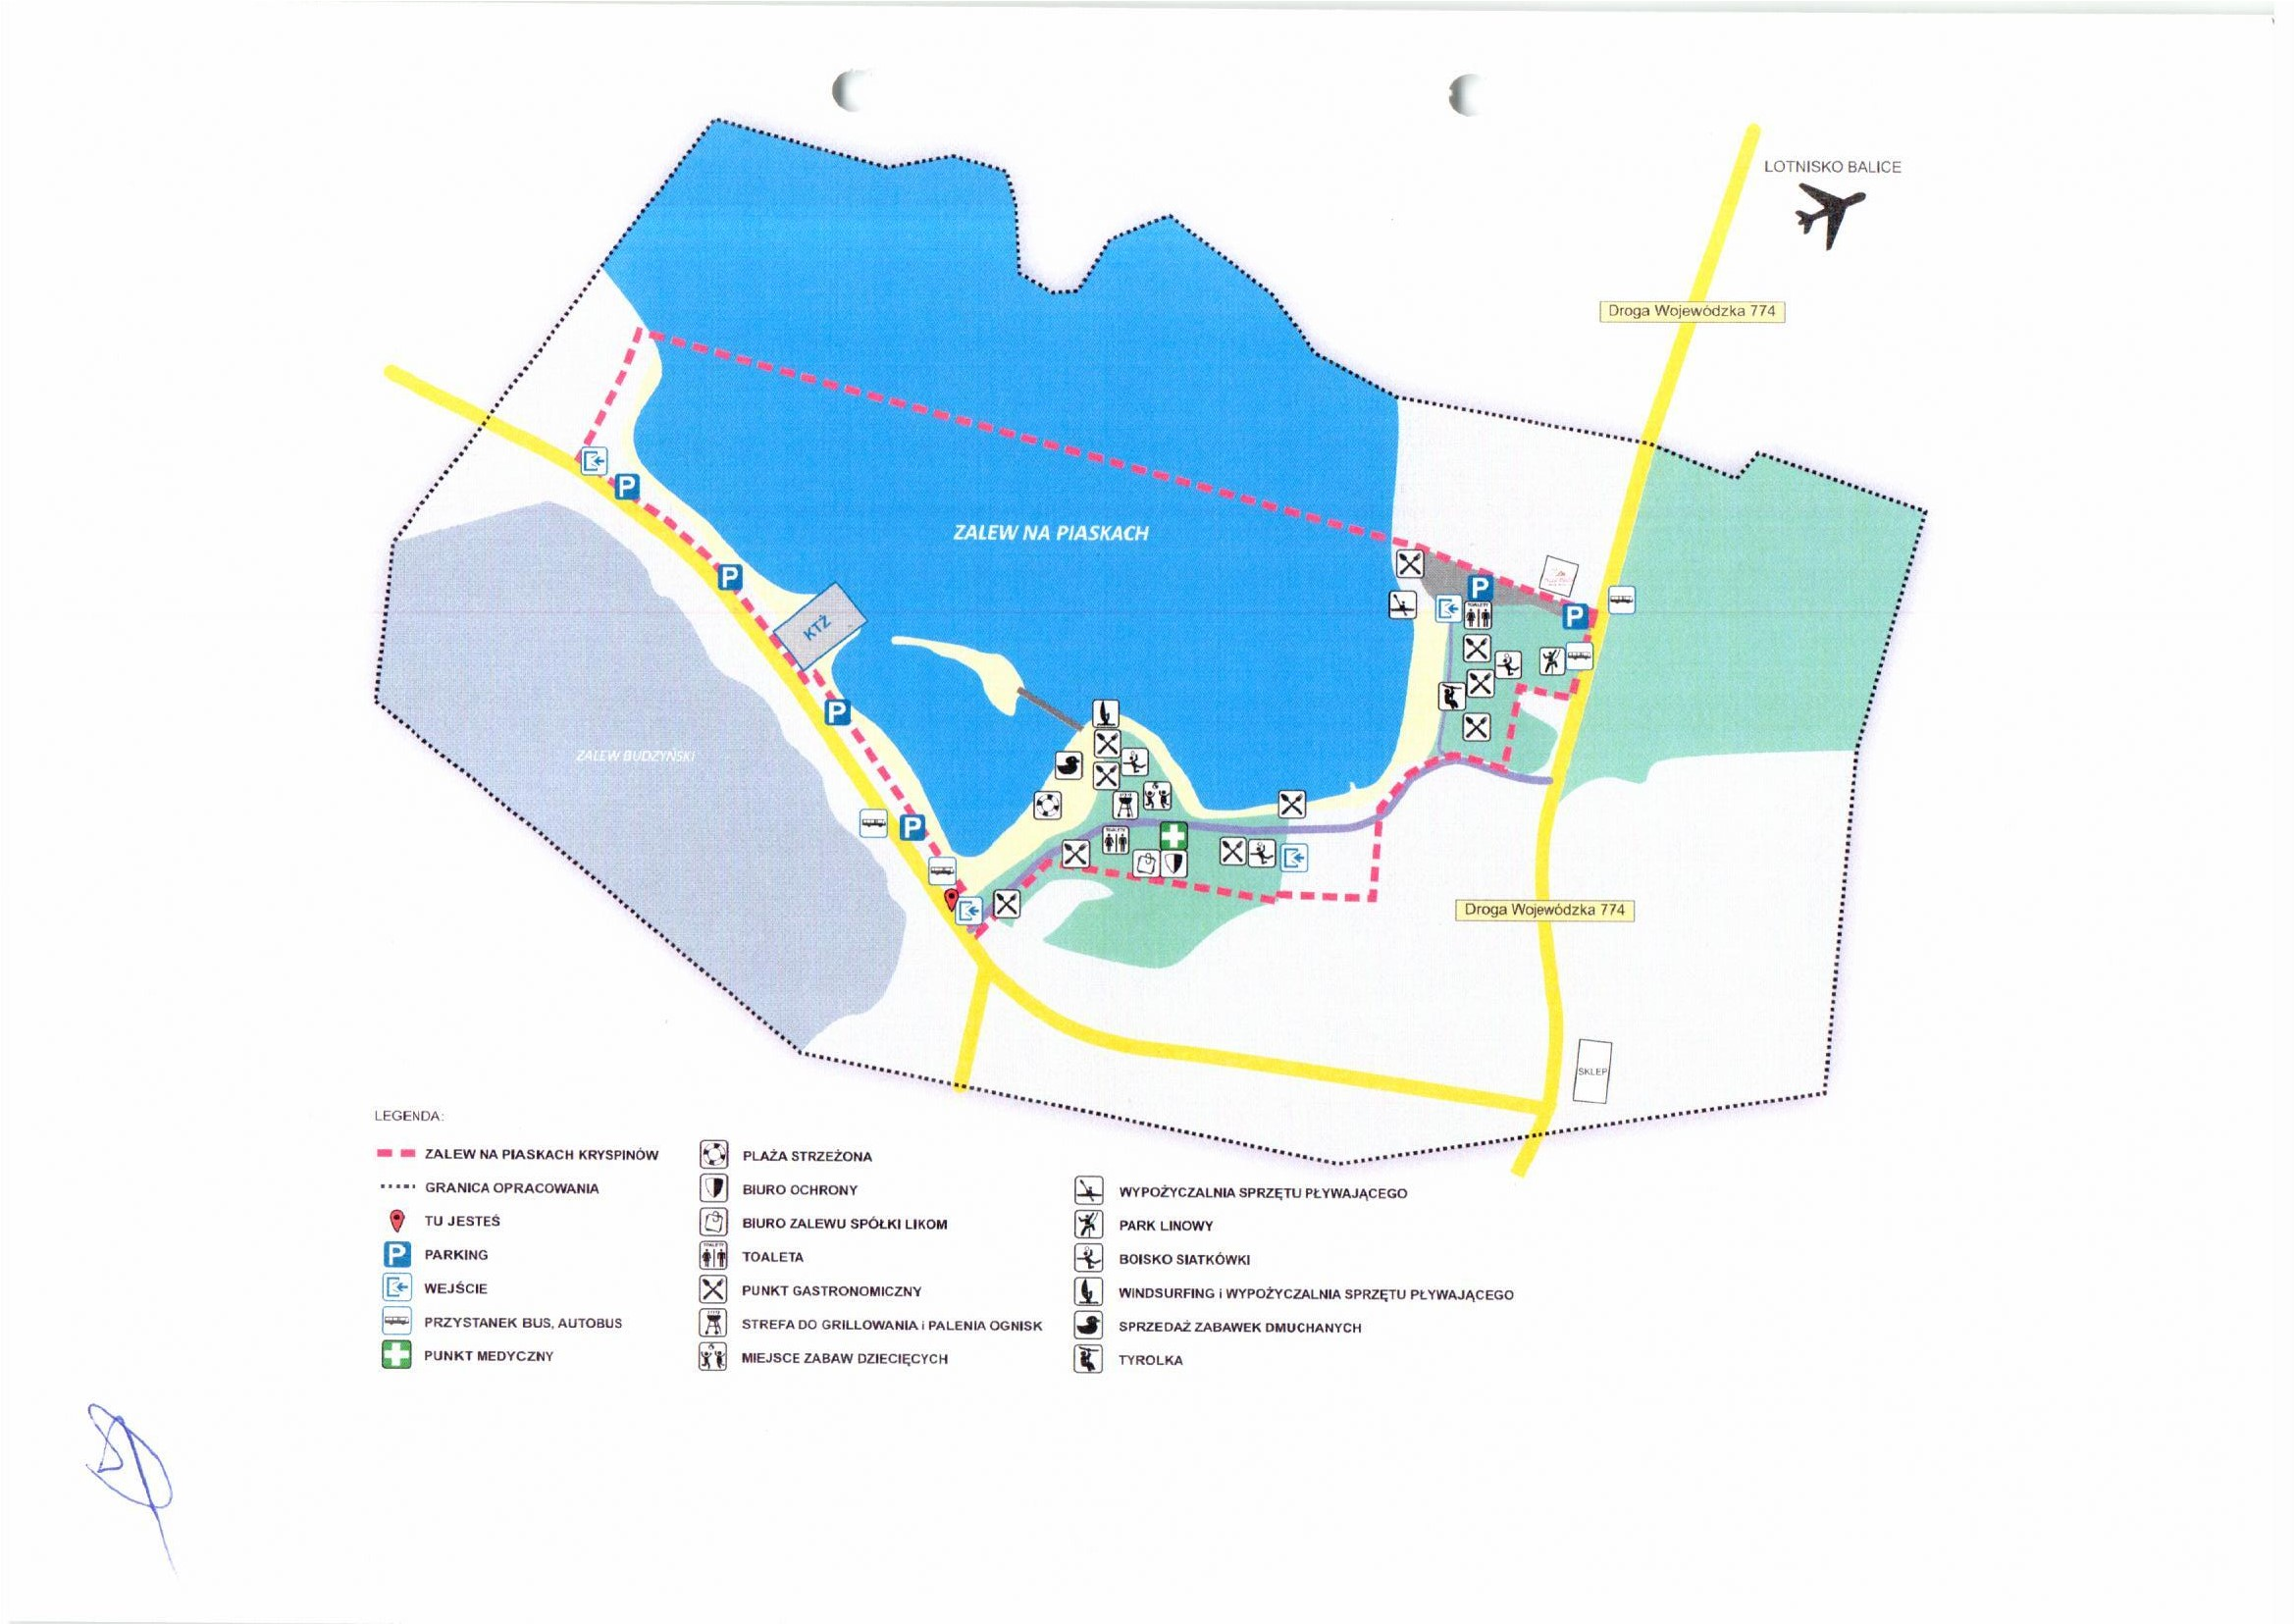 LOTNISKO BALICE
Droga Wojewódzka 774
ZALEW NA PIASKACH
P
P
P
TOALETY
P
KTŻ
P
ZALEW BUDZYŃSKI
P
TOALETY
Droga Wojewódzka 774
SKLEP
LEGENDA:
ZALEW NA PIASKACH KRYSPINÓW
GRANICA OPRACOWANIA
TU JESTEŚ
P PARKING
WEJŚCIE
PRZYSTANEK BUS, AUTOBUS
PUNKT MEDYCZNY
PLAŻA STRZEŻONA
BIURO OCHRONY
BIURO ZALEWU SPÓŁKI LIKOM
TOALETY TOALETA
PUNKT GASTRONOMICZNY
STREFA DO GRILLOWANIA i PALENIA OGNISK
MIEJSCE ZABAW DZIECIĘCYCH
WYPOŻYCZALNIA SPRZĘTU PŁYWAJĄCEGO
PARK LINOWY
BOISKO SIATKÓWKI
WINDSURFING i WYPOŻYCZALNIA SPRZĘTU PŁYWAJĄCEGO
SPRZEDAŻ ZABAWEK DMUCHANYCH
TYROLKA